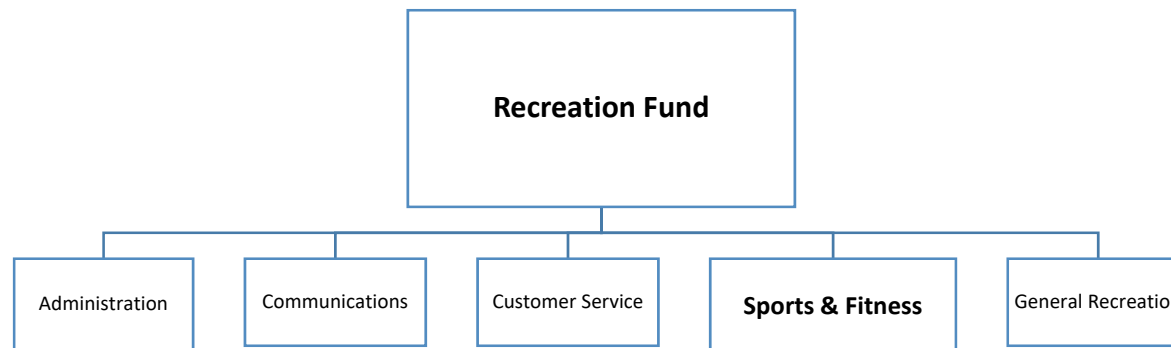 Recreation Fund
Administration
Communications
Customer Service
Sports & Fitness
General Recreatio